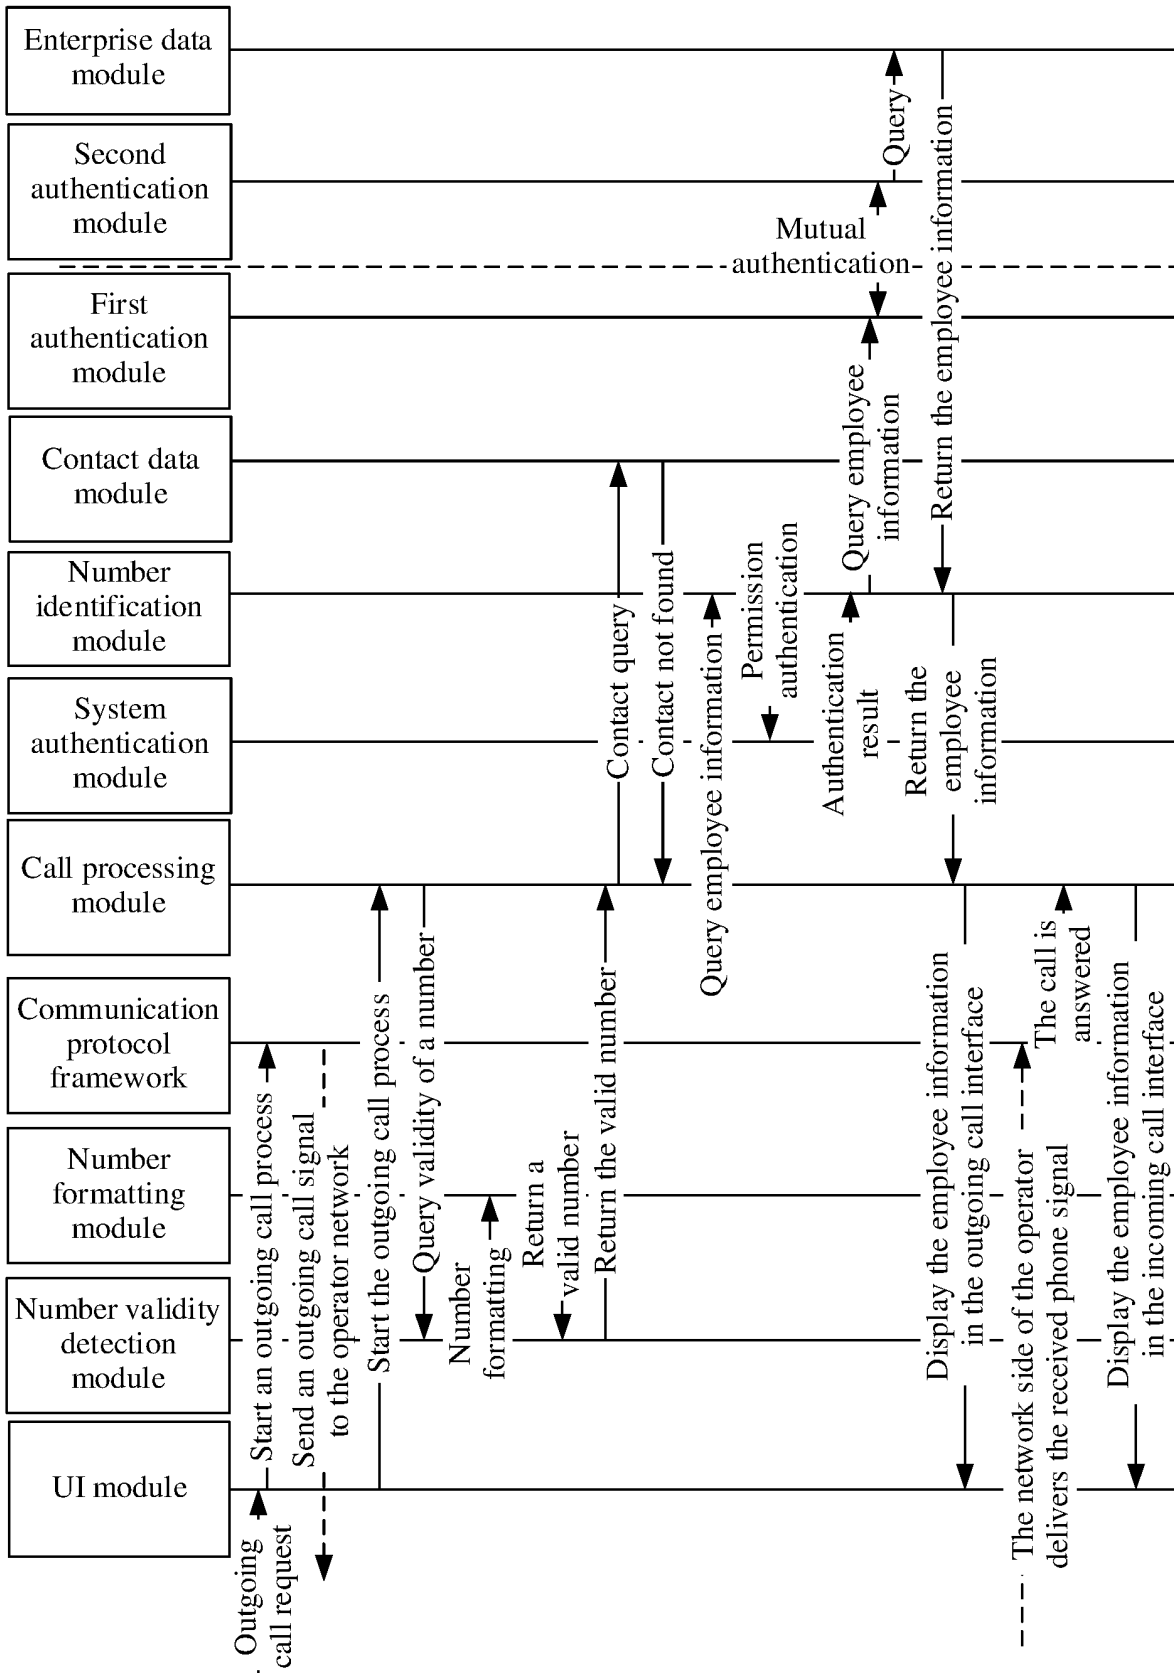 Enterprise data
module
Second
authentication
module
First
authentication
module
Contact data
module
Number
identification
module
System
authentication
module
Call processing
module
Communication
protocol
framework
Number
formatting
module
Number validity
detection
module
UI module
Outgoing
call request
Start an outgoing call process
Send an outgoing call signal
to the operator network
Start the outgoing call process
Query validity of a number
Number
formatting
Return a
valid number
Return the valid number
Contact query
Contact not found
Query employee information
Permission
authentication
Authentication
result
Query employee
information
Mutual
authentication
Query
Return the employee information
Return the
employee
information
Display the employee information
in the outgoing call interface
The network side of the operator
delivers the received phone signal
The call is
answered
Display the employee information
in the incoming call interface